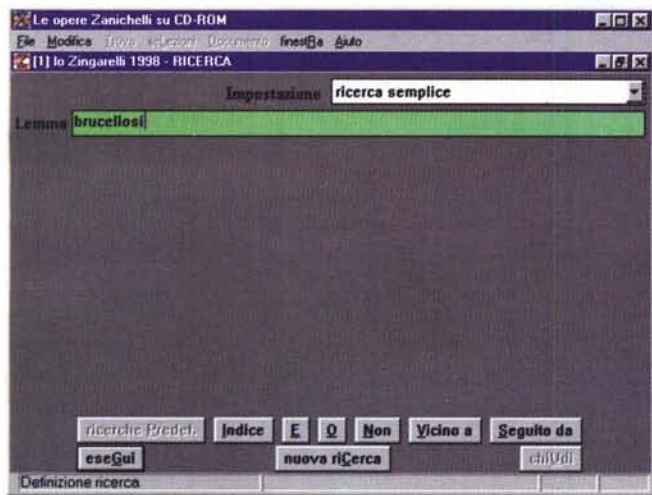 Le opere Zanichelli su CD-ROM
File Modifica Trova selezioni Documento finestRa Aiuto
[1] lo Zingarelli 1998 - RICERCA
Impostazione ricerca semplice
Lemma brucellosi
ricerche Predef. Indice E O Non Vicino a Seguito da
eseGui nuova riCerca chiUdi
Definizione ricerca